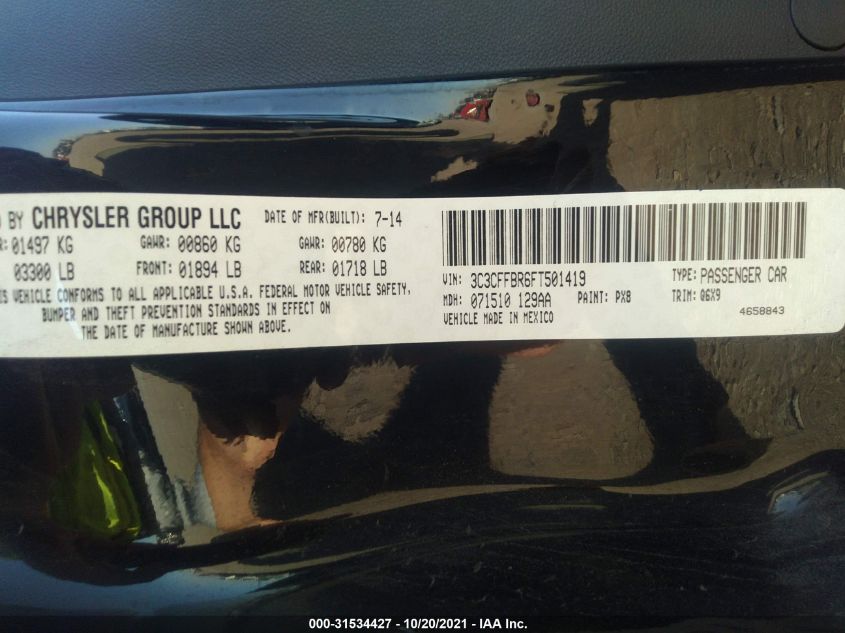 BY CHRYSLER GROUP LLC DATE OF MFR(BUILT): 7-14
01497 KG GAWR: 00860 KG GAWR: 00780 KG
03300 LB FRONT: 01894 LB REAR: 01718 LB
VEHICLE CONFORMS TO ALL APPLICABLE U.S.A. FEDERAL MOTOR VEHICLE SAFETY,
BUMPER AND THEFT PREVENTION STANDARDS IN EFFECT ON
THE DATE OF MANUFACTURE SHOWN ABOVE.
VIN: 3C3CFFBR6FT501419 TYPE: PASSENGER CAR
MDH: 071510 129AA PAINT: PX8 TRIM: Q6X9
VEHICLE MADE IN MEXICO 4658843
000-31534427 - 10/20/2021 - IAA Inc.